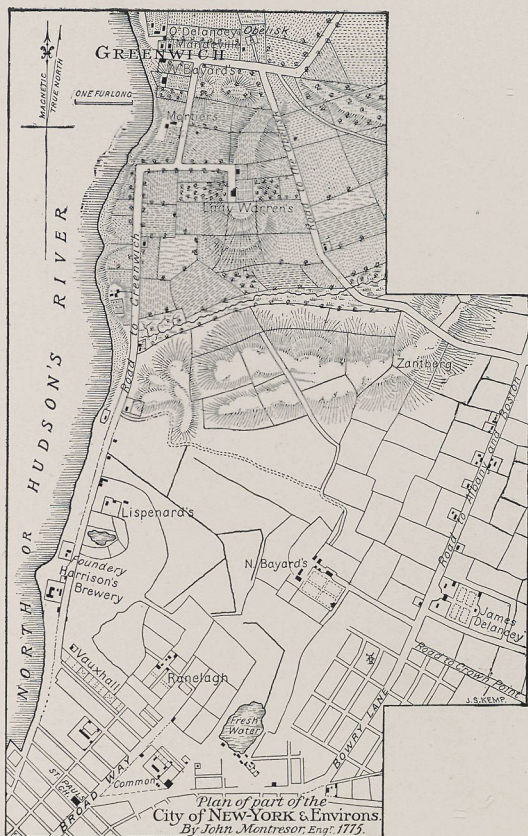 O. Delancey's
Obelisk
Mandeville
GREENWICH
W. Bayard's
MAGNETIC
TRUE NORTH
ONE FURLONG
Mortier's
Lady Warren's
Road to Greenwich
NORTH OR HUDSON'S RIVER
Zantberg
Road to Albany and Boston
Lispenard's
Foundery
Harrison's
Brewery
N. Bayard's
James
Delancey
Road to Crown Point
J.S. KEMP.
Vauxhall
Ranelagh
Fresh
Water
BOWRY LANE
ST. PAULS
CH.
BROAD WAY
Common
Plan of part of the
City of NEW-YORK & Environs.
By John Montresor, Engr. 1775.